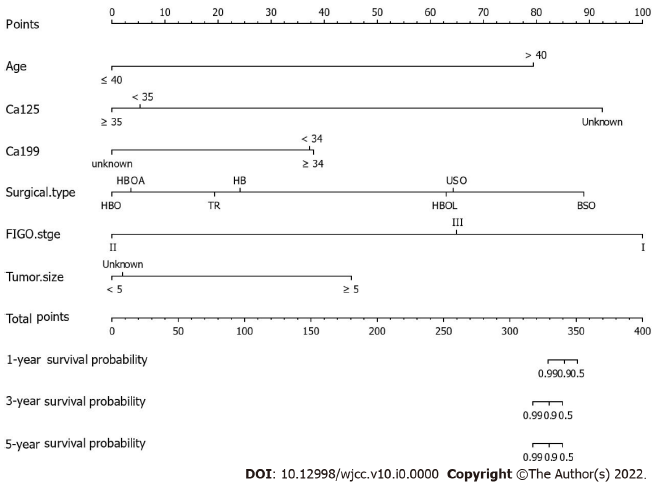 Points 0 10 20 30 40 50 60 70 80 90 100
Age
> 40
≤ 40
Ca125
< 35
≥ 35 Unknown
Ca199
< 34
unknown ≥ 34
Surgical.type
HBOA HB USO
HBO TR HBOL BSO
FIGO.stge
III
II I
Tumor.size
Unknown
< 5 ≥ 5
Total points
0 50 100 150 200 250 300 350 400
1-year survival probability
0.990.90.5
3-year survival probability
0.990.90.5
5-year survival probability
0.990.90.5
DOI: 10.12998/wjcc.v10.i0.0000 Copyright ©The Author(s) 2022.